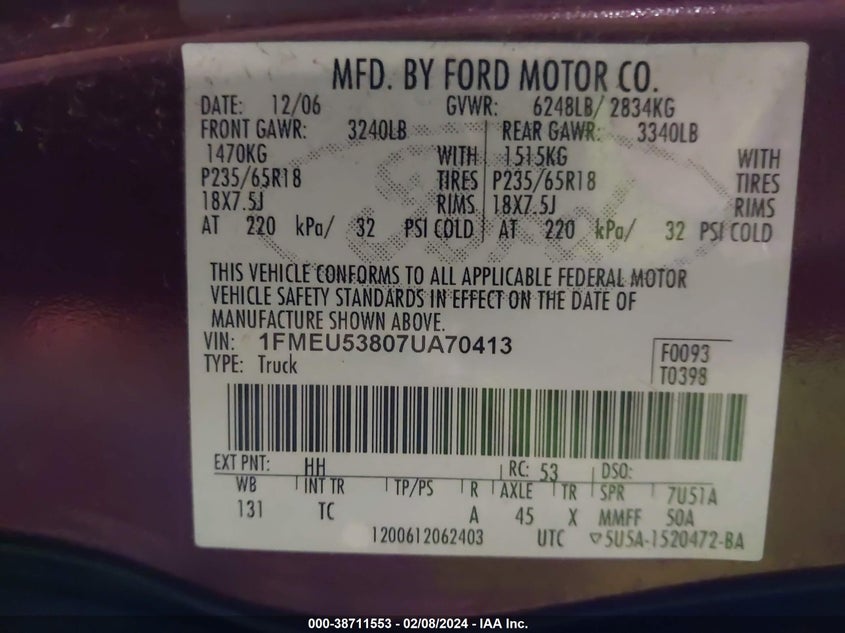 MFD. BY FORD MOTOR CO.
DATE: 12/06 GVWR: 6248LB/ 2834KG
FRONT GAWR: 3240LB REAR GAWR: 3340LB
1470KG WITH 1515KG WITH
P235/65R18 TIRES P235/65R18 TIRES
18X7.5J RIMS 18X7.5J RIMS
AT 220 kPa/ 32 PSI COLD AT 220 kPa/ 32 PSI COLD
THIS VEHICLE CONFORMS TO ALL APPLICABLE FEDERAL MOTOR
VEHICLE SAFETY STANDARDS IN EFFECT ON THE DATE OF
MANUFACTURE SHOWN ABOVE.
VIN: 1FMEU53807UA70413
TYPE: Truck
F0093
T0398
EXT PNT: HH RC: 53 DSO:
WB INT TR TP/PS R AXLE TR SPR 7U51A
131 TC A 45 X MMFF 50A
1200612062403 UTC ▽5U5A-1520472-BA
000-38711553 - 02/08/2024 - IAA Inc.